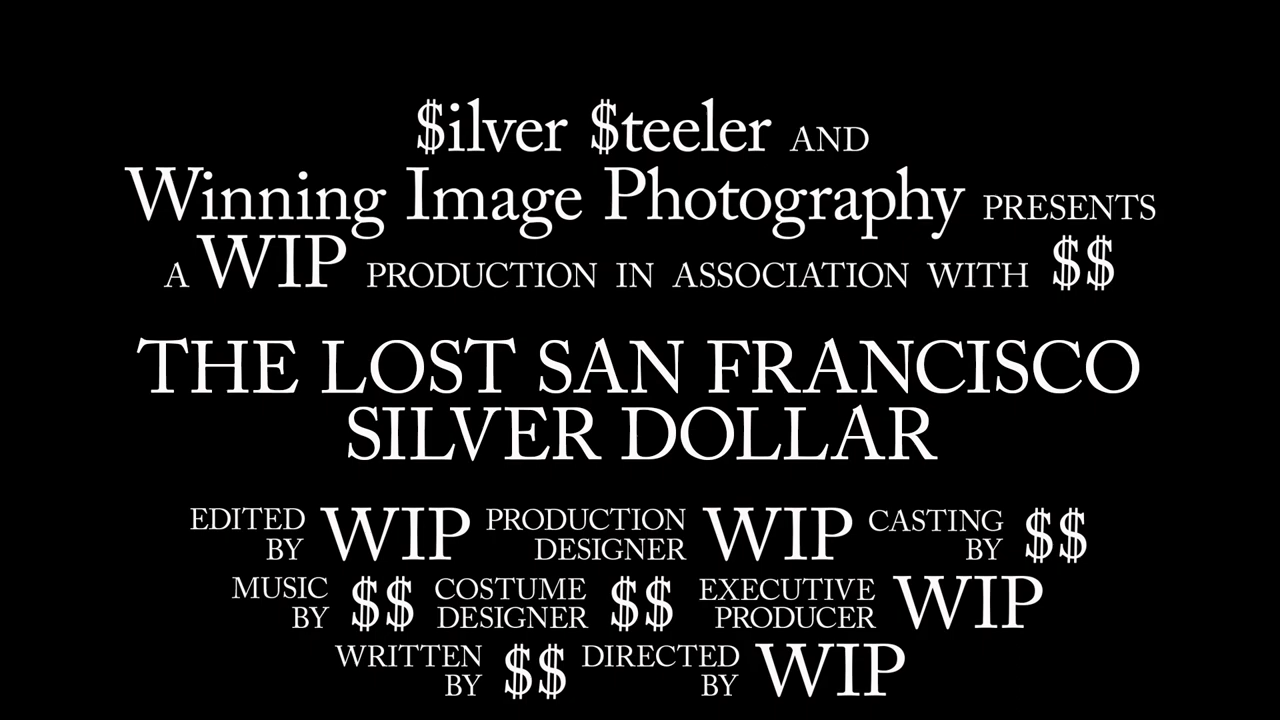 $ilver $teeler AND
Winning Image Photography PRESENTS
A WIP PRODUCTION IN ASSOCIATION WITH $$
THE LOST SAN FRANCISCO
SILVER DOLLAR
EDITED BY WIP PRODUCTION DESIGNER WIP CASTING BY $$
MUSIC BY $$ COSTUME DESIGNER $$ EXECUTIVE PRODUCER WIP
WRITTEN BY $$ DIRECTED BY WIP